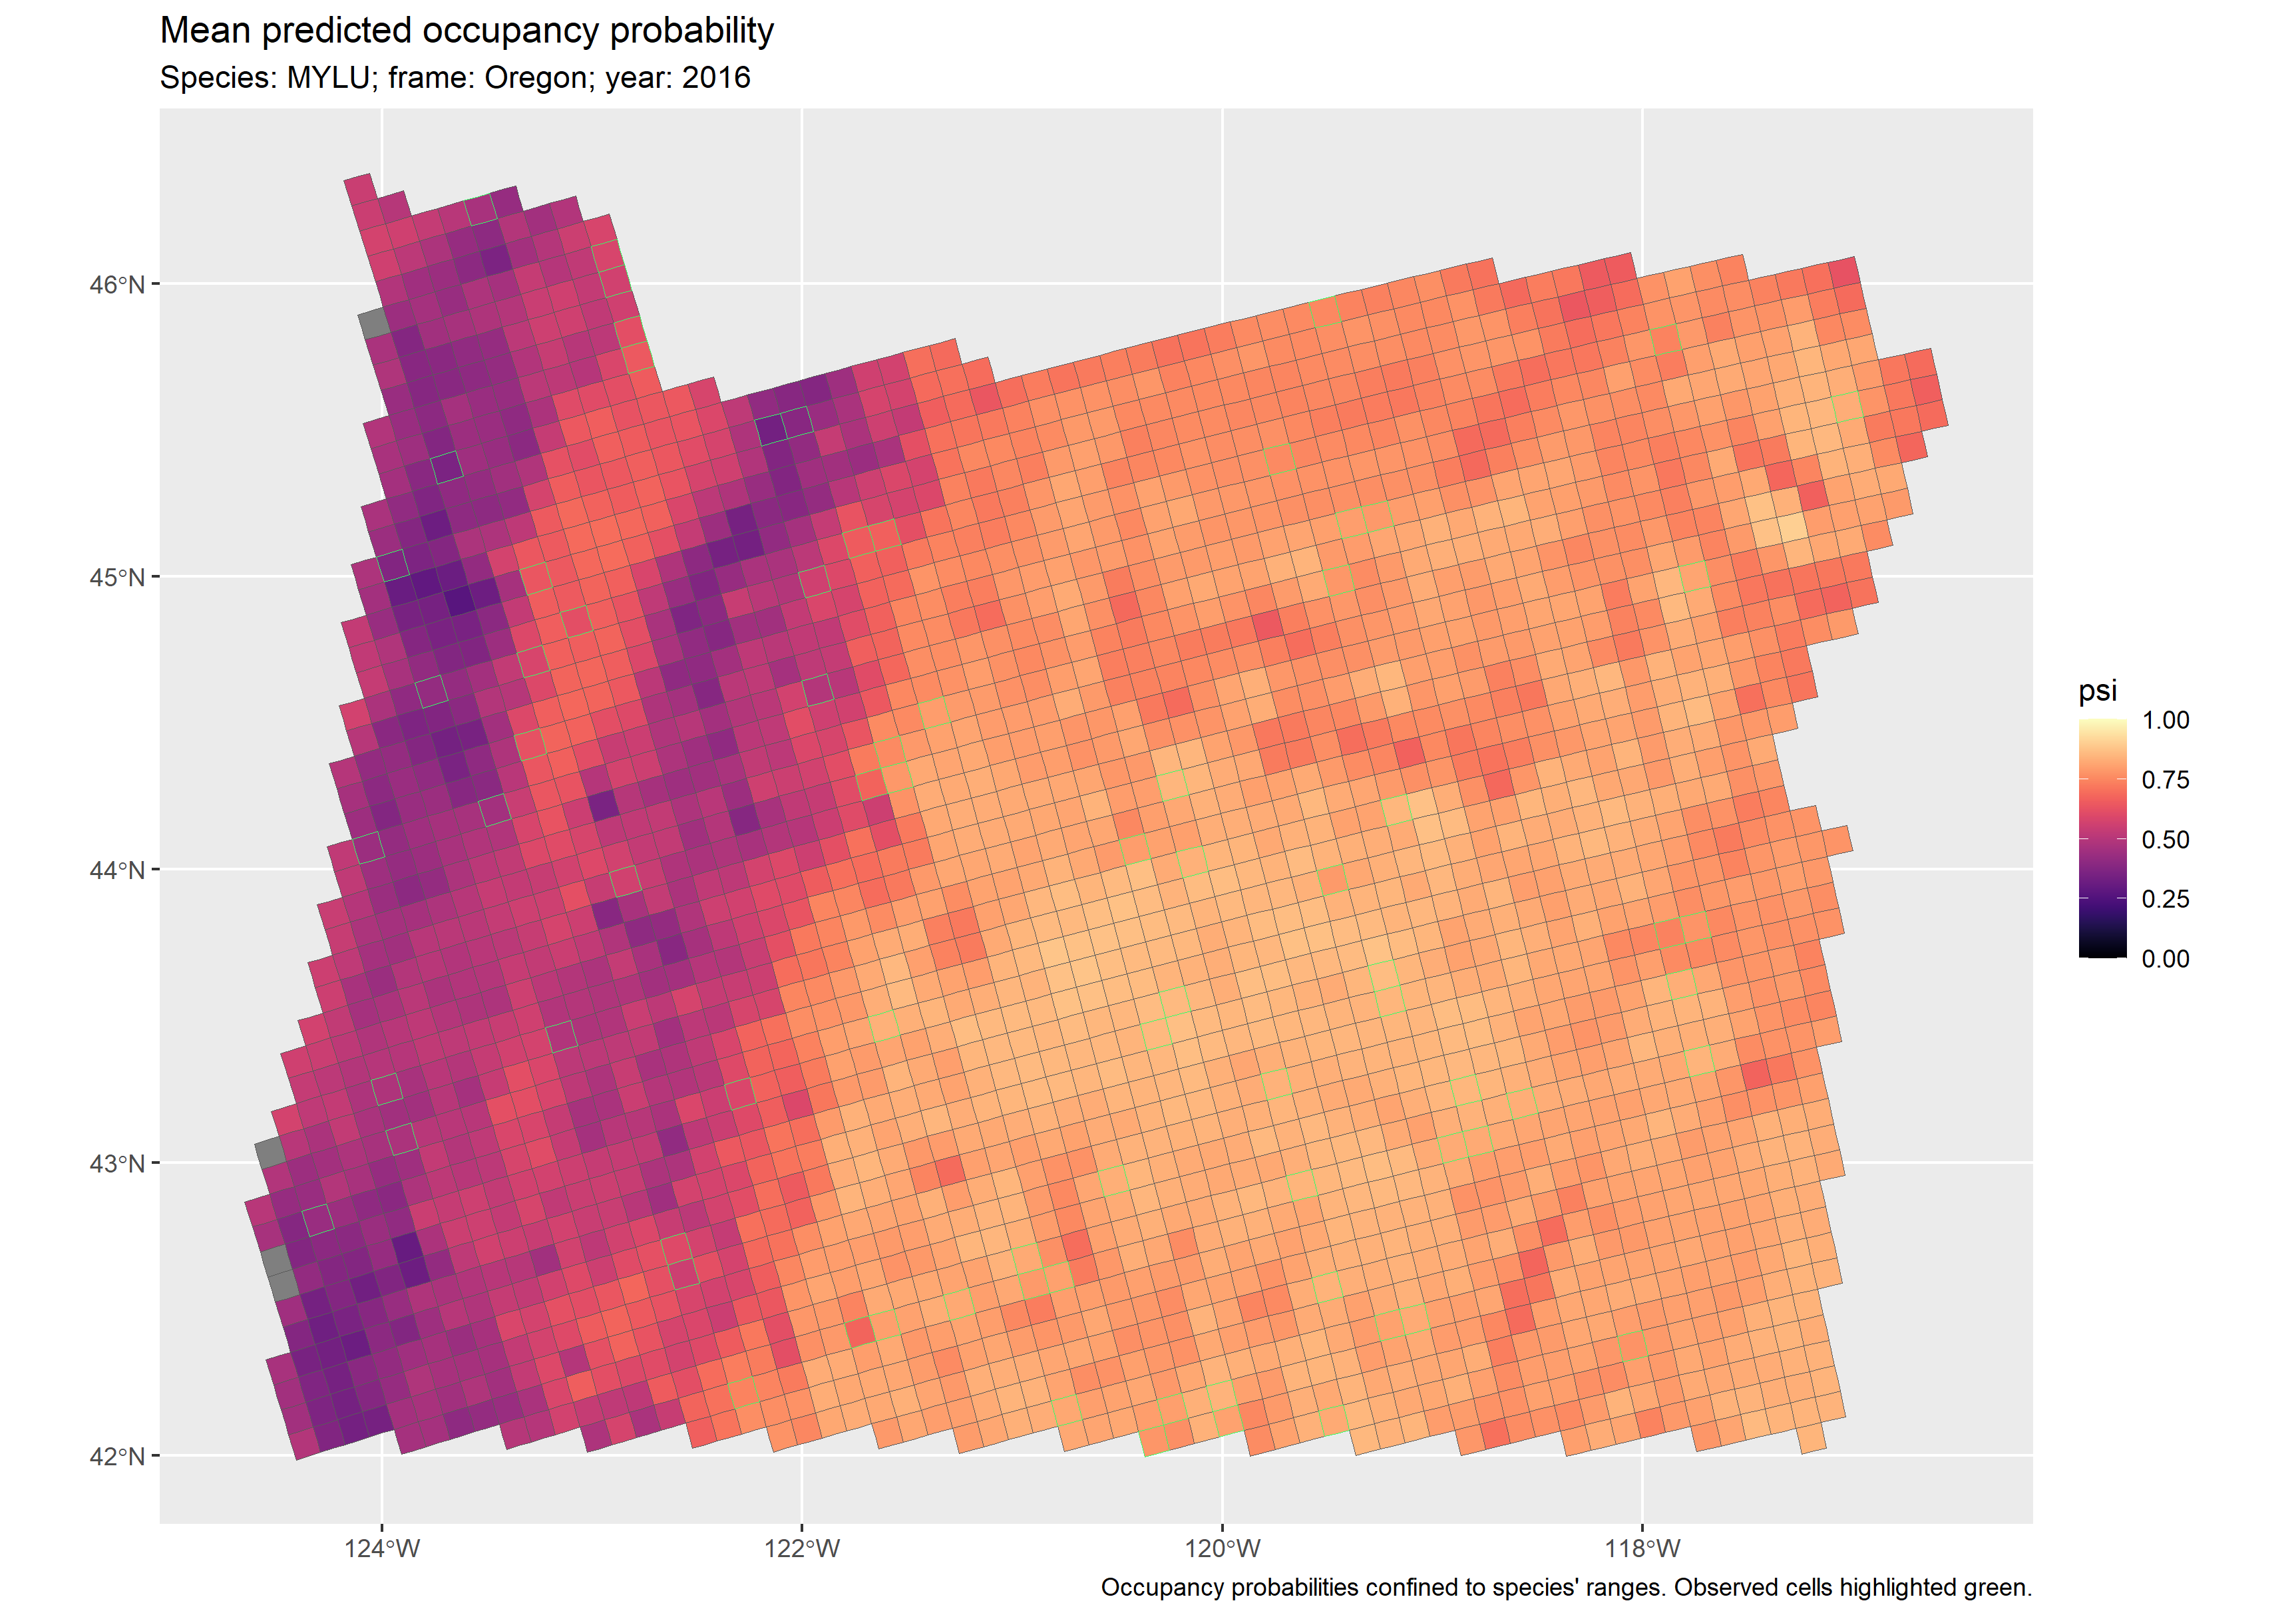 Mean predicted occupancy probability
Species: MYLU; frame: Oregon; year: 2016
46°N
45°N
44°N
43°N
42°N
124°W
122°W
120°W
118°W
psi
1.00
0.75
0.50
0.25
0.00
Occupancy probabilities confined to species' ranges. Observed cells highlighted green.